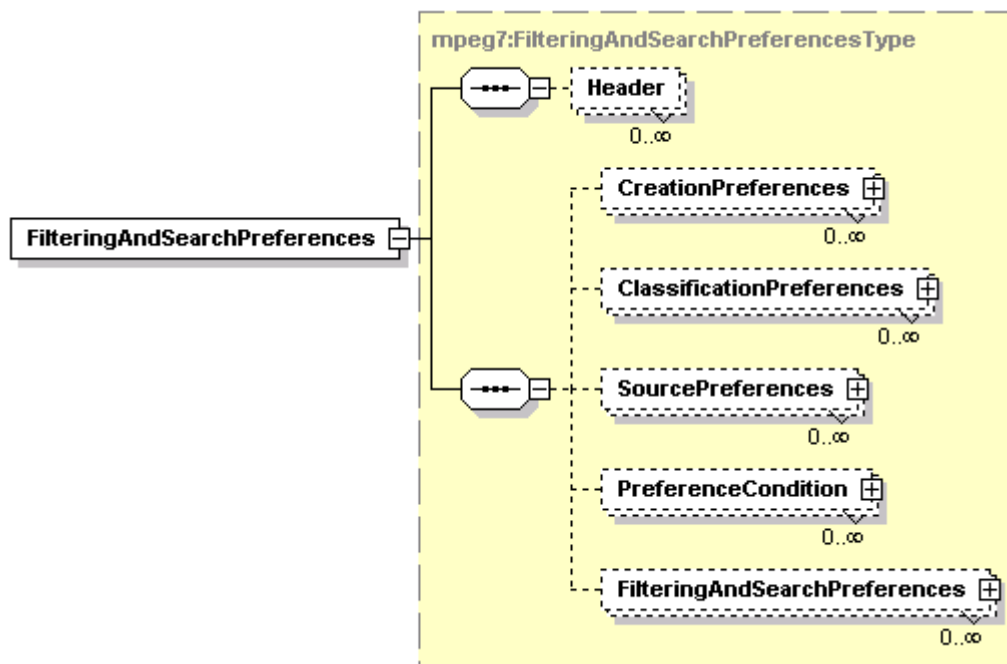 mpeg7:FilteringAndSearchPreferencesType
Header
0..∞
CreationPreferences
0..∞
FilteringAndSearchPreferences
ClassificationPreferences
0..∞
SourcePreferences
0..∞
PreferenceCondition
0..∞
FilteringAndSearchPreferences
0..∞